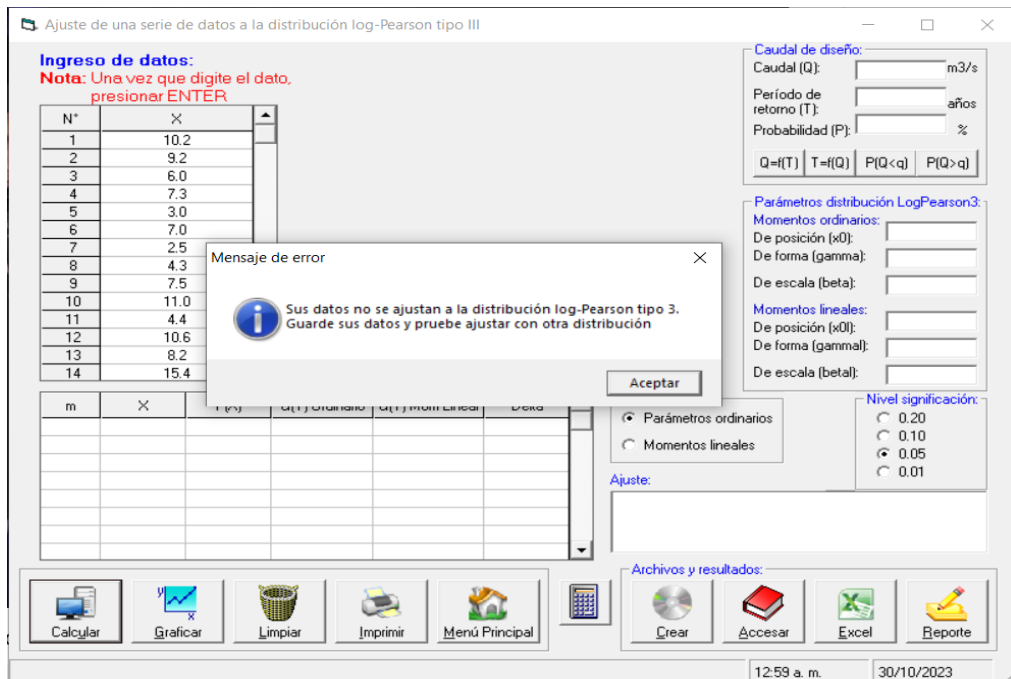 Ajuste de una serie de datos a la distribución log-Pearson tipo III
Ingreso de datos:
Nota: Una vez que digite el dato,
presionar ENTER
N° X
1 10.2
2 9.2
3 6.0
4 7.3
5 3.0
6 7.0
7 2.5
8 4.3
9 7.5
10 11.0
11 4.4
12 10.6
13 8.2
14 15.4
Caudal de diseño:
Caudal (Q): m3/s
Período de
retorno (T): años
Probabilidad (P): %
Q=f(T) T=f(Q) P(Q<q) P(Q>q)
Parámetros distribución LogPearson3:
Momentos ordinarios:
De posición (x0):
De forma (gamma):
De escala (beta):
Momentos lineales:
De posición (x0l):
De forma (gammal):
De escala (betal):
Mensaje de error
Sus datos no se ajustan a la distribución log-Pearson tipo 3.
Guarde sus datos y pruebe ajustar con otra distribución
Aceptar
m X Delta
Parámetros ordinarios
Momentos lineales
Nivel significación:
0.20
0.10
0.05
0.01
Ajuste:
Archivos y resultados:
Calcular Graficar Limpiar Imprimir Menú Principal Crear Accesar Excel Reporte
12:59 a. m. 30/10/2023